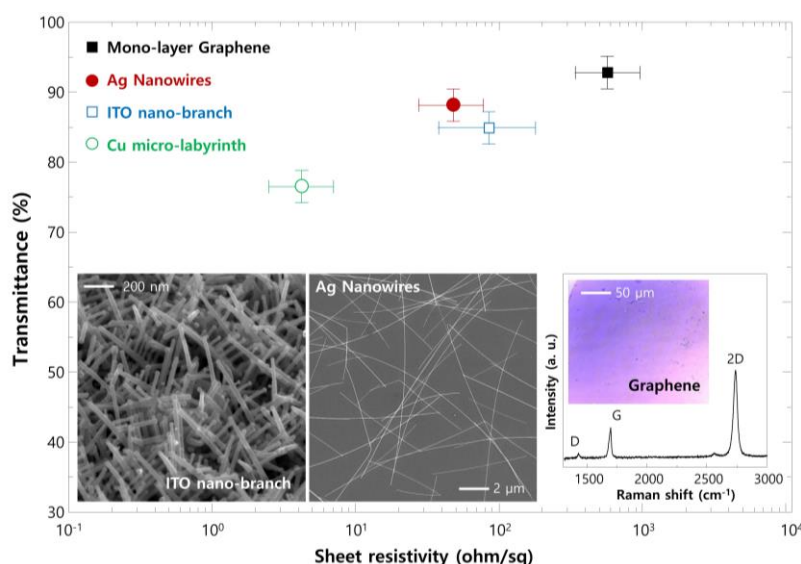 100
90
80
70
60
50
40
30
Transmittance (%)
Mono-layer Graphene
Ag Nanowires
ITO nano-branch
Cu micro-labyrinth
200 nm
ITO nano-branch
Ag Nanowires
2 μm
50 μm
Graphene
Intensity (a. u.)
D
G
2D
1500 2000 2500 3000
Raman shift (cm⁻¹)
10⁻¹ 10⁰ 10¹ 10² 10³ 10⁴
Sheet resistivity (ohm/sq)